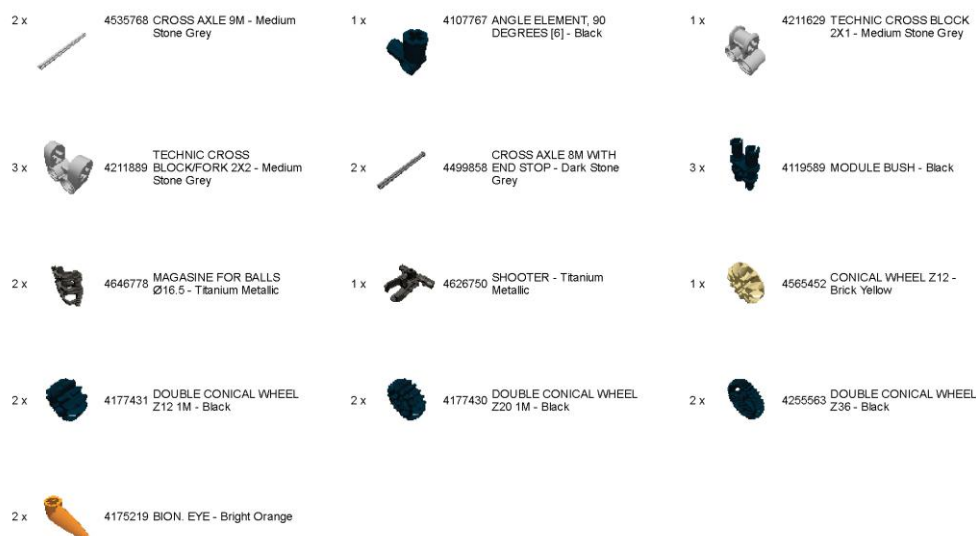 2 x 4535768 CROSS AXLE 9M - Medium
Stone Grey
1 x 4107767 ANGLE ELEMENT, 90
DEGREES [6] - Black
1 x 4211629 TECHNIC CROSS BLOCK
2X1 - Medium Stone Grey
3 x 4211889 TECHNIC CROSS
BLOCK/FORK 2X2 - Medium
Stone Grey
2 x 4499858 CROSS AXLE 8M WITH
END STOP - Dark Stone
Grey
3 x 4119589 MODULE BUSH - Black
2 x 4646778 MAGASINE FOR BALLS
Ø16.5 - Titanium Metallic
1 x 4626750 SHOOTER - Titanium
Metallic
1 x 4565452 CONICAL WHEEL Z12 -
Brick Yellow
2 x 4177431 DOUBLE CONICAL WHEEL
Z12 1M - Black
2 x 4177430 DOUBLE CONICAL WHEEL
Z20 1M - Black
2 x 4255563 DOUBLE CONICAL WHEEL
Z36 - Black
2 x 4175219 BION. EYE - Bright Orange